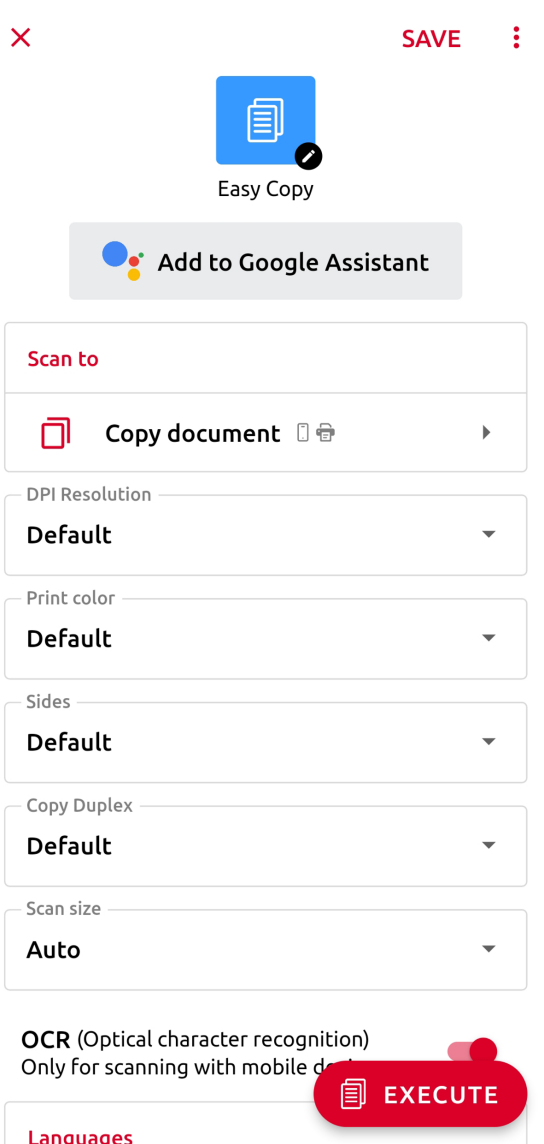 SAVE
Easy Copy
Add to Google Assistant
Scan to
Copy document
DPI Resolution
Default
Print color
Default
Sides
Default
Copy Duplex
Default
Scan size
Auto
OCR (Optical character recognition)
Only for scanning with mobile
EXECUTE
Languages